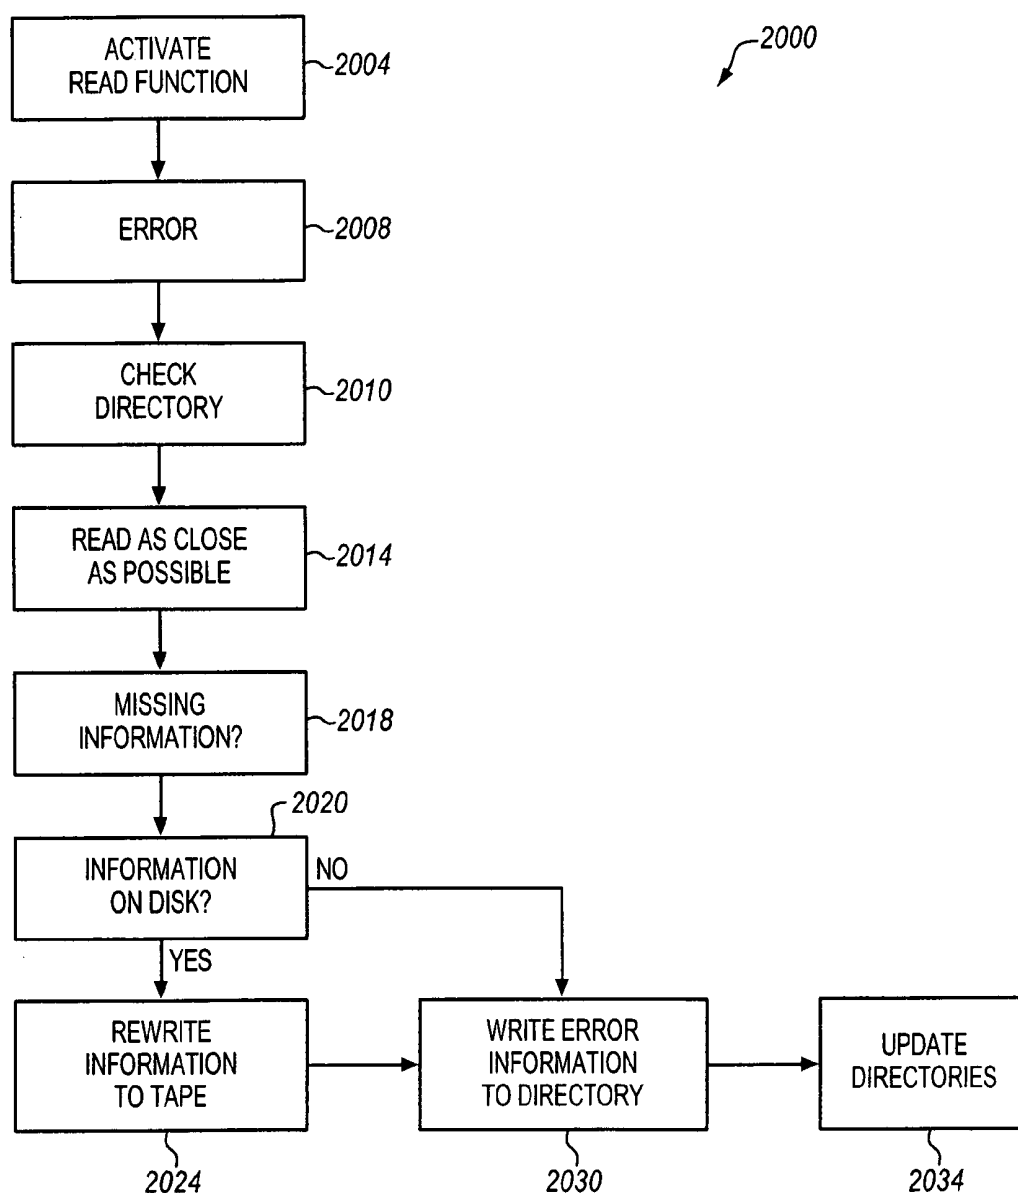 2000
ACTIVATE
READ FUNCTION
2004
ERROR
2008
CHECK
DIRECTORY
2010
READ AS CLOSE
AS POSSIBLE
2014
MISSING
INFORMATION?
2018
2020
INFORMATION
ON DISK?
NO
YES
REWRITE
INFORMATION
TO TAPE
WRITE ERROR
INFORMATION
TO DIRECTORY
UPDATE
DIRECTORIES
2024
2030
2034